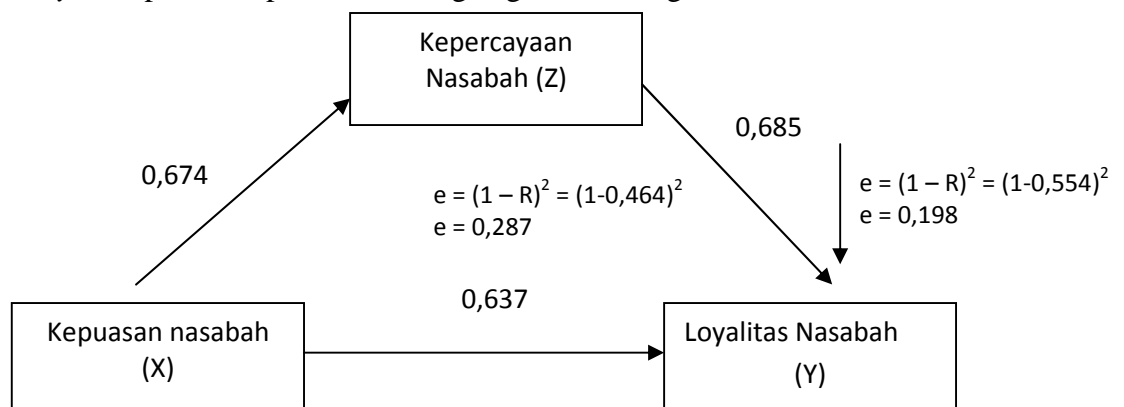 Kepercayaan
Nasabah (Z)
0,685
0,674
e = (1 – R)² = (1-0,464)²
e = 0,287
e = (1 – R)² = (1-0,554)²
e = 0,198
0,637
Kepuasan nasabah
(X)
Loyalitas Nasabah
(Y)